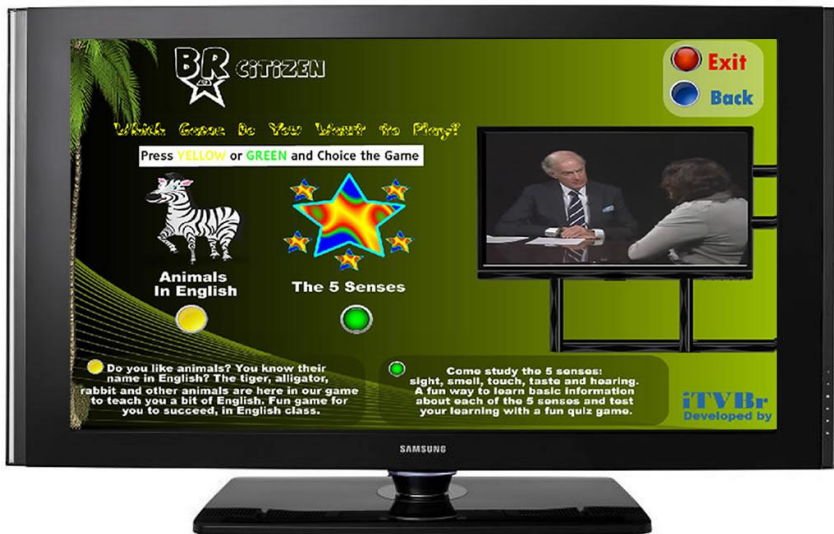 BR CiTiZEN
Exit
Back
Which Game Do You Want to Play?
Press YELLOW or GREEN and Choice the Game
Animals
In English
The 5 Senses
Do you like animals? You know their
name in English? The tiger, alligator,
rabbit and other animals are here in our game
to teach you a bit of English. Fun game for
you to succeed, in English class.
Come study the 5 senses:
sight, smell, touch, taste and hearing.
A fun way to learn basic information
about each of the 5 senses and test
your learning with a fun quiz game.
iTVBr
Developed by
SAMSUNG